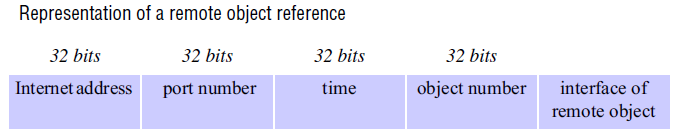 Representation of a remote object reference
32 bits 32 bits 32 bits 32 bits
Internet address port number time object number interface of
remote object